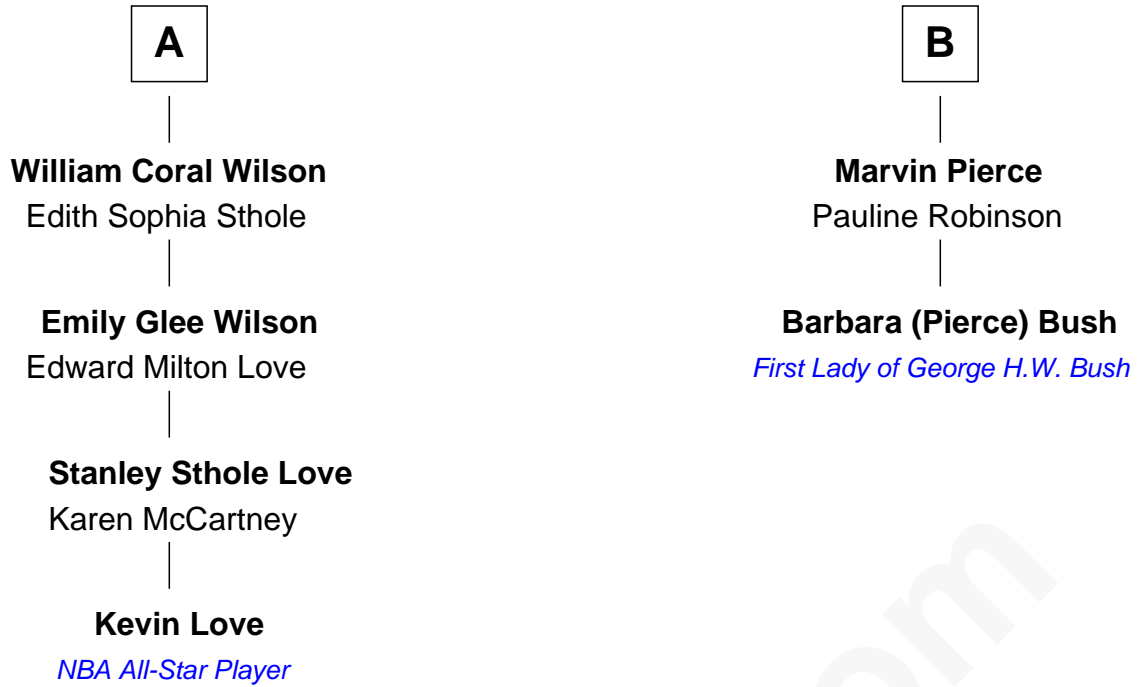 A
William Coral Wilson
Edith Sophia Sthole
Emily Glee Wilson
Edward Milton Love
Stanley Sthole Love
Karen McCartney
Kevin Love
NBA All-Star Player
B
Marvin Pierce
Pauline Robinson
Barbara (Pierce) Bush
First Lady of George H.W. Bush
om